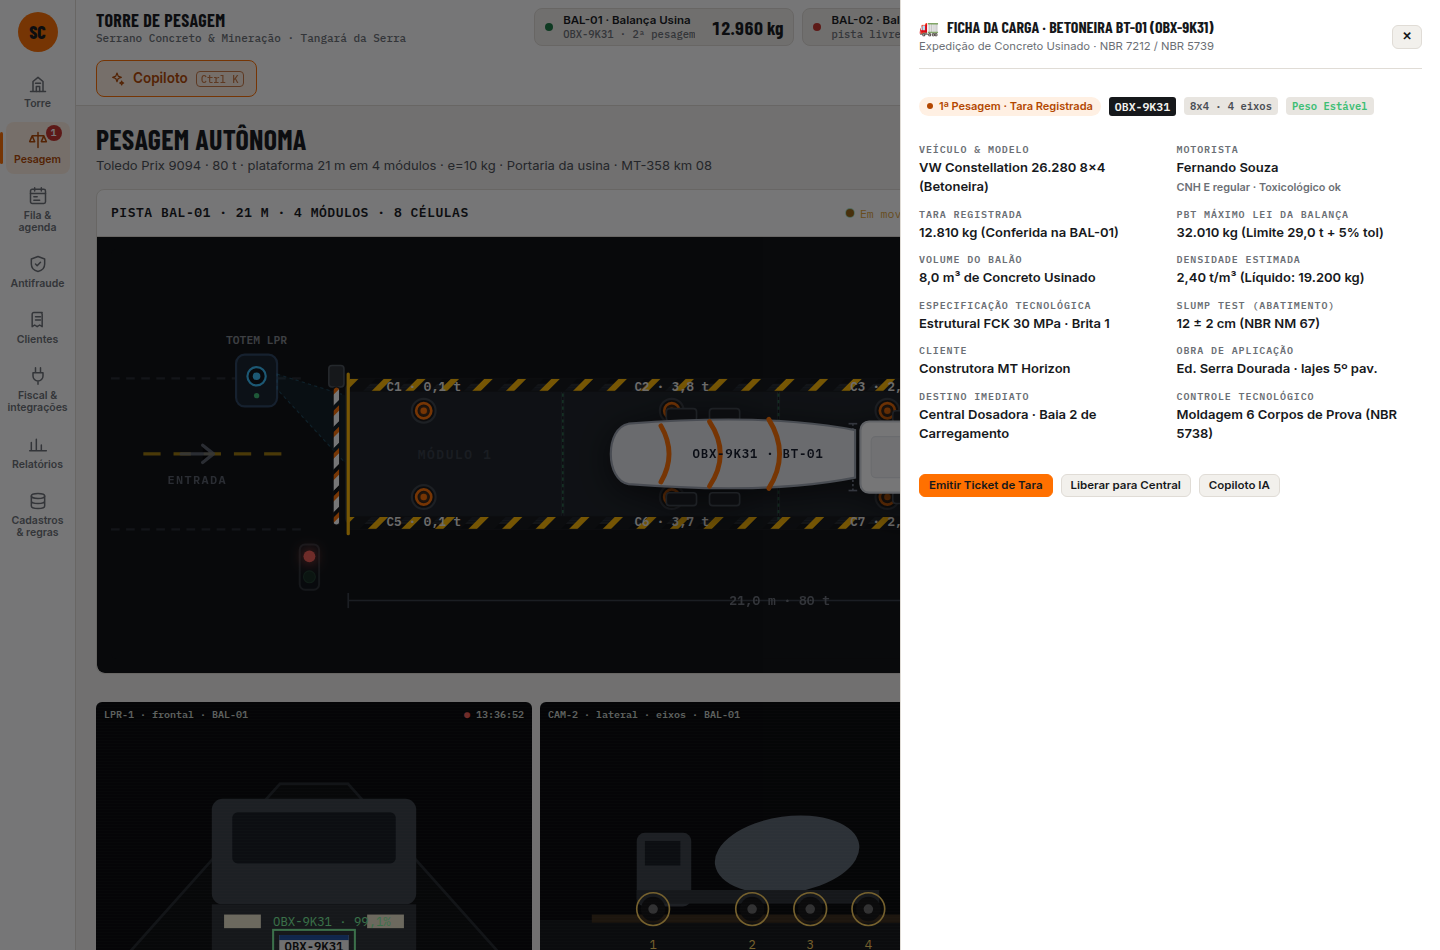 SC
Torre
1
Pesagem
Fila &
agenda
Antifraude
Clientes
Fiscal &
integrações
Relatórios
Cadastros
& regras
TORRE DE PESAGEM
Serrano Concreto & Mineração · Tangará da Serra
BAL-01 · Balança Usina
OBX-9K31 · 2ª pesagem
12.960 kg
BAL-02 · Bal
pista livre
Copiloto Ctrl K
PESAGEM AUTÔNOMA
Toledo Prix 9094 · 80 t · plataforma 21 m em 4 módulos · e=10 kg · Portaria da usina · MT-358 km 08
PISTA BAL-01 · 21 M · 4 MÓDULOS · 8 CÉLULAS
Em mov
TOTEM LPR
ENTRADA
C1 · 0,1 t
C2 · 3,8 t
C3 · 2,
MÓDULO 1
OBX-9K31 · BT-01
C5 · 0,1 t
C6 · 3,7 t
C7 · 2,
21,0 m · 80 t
LPR-1 · frontal · BAL-01
13:36:52
OBX-9K31 · 99
OBX-9K31
CAM-2 · lateral · eixos · BAL-01
1 2 3 4
🚛 FICHA DA CARGA · BETONEIRA BT-01 (OBX-9K31)
Expedição de Concreto Usinado · NBR 7212 / NBR 5739
✕
1ª Pesagem · Tara Registrada
OBX-9K31
8x4 · 4 eixos
Peso Estável
VEÍCULO & MODELO
VW Constellation 26.280 8×4
(Betoneira)
MOTORISTA
Fernando Souza
CNH E regular · Toxicológico ok
TARA REGISTRADA
12.810 kg (Conferida na BAL-01)
PBT MÁXIMO LEI DA BALANÇA
32.010 kg (Limite 29,0 t + 5% tol)
VOLUME DO BALÃO
8,0 m³ de Concreto Usinado
DENSIDADE ESTIMADA
2,40 t/m³ (Líquido: 19.200 kg)
ESPECIFICAÇÃO TECNOLÓGICA
Estrutural FCK 30 MPa · Brita 1
SLUMP TEST (ABATIMENTO)
12 ± 2 cm (NBR NM 67)
CLIENTE
Construtora MT Horizon
OBRA DE APLICAÇÃO
Ed. Serra Dourada · lajes 5º pav.
DESTINO IMEDIATO
Central Dosadora · Baia 2 de
Carregamento
CONTROLE TECNOLÓGICO
Moldagem 6 Corpos de Prova (NBR
5738)
Emitir Ticket de Tara
Liberar para Central
Copiloto IA